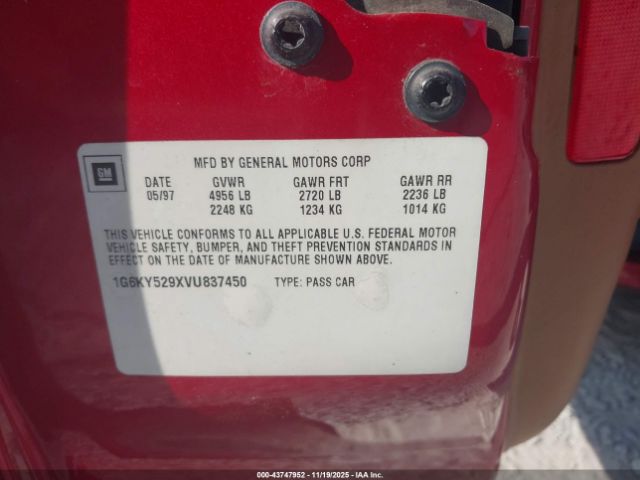 GM
MFD BY GENERAL MOTORS CORP
DATE GVWR GAWR FRT GAWR RR
05/97 4956 LB 2720 LB 2236 LB
2248 KG 1234 KG 1014 KG
THIS VEHICLE CONFORMS TO ALL APPLICABLE U.S. FEDERAL MOTOR
VEHICLE SAFETY, BUMPER, AND THEFT PREVENTION STANDARDS IN
EFFECT ON THE DATE OF MANUFACTURE SHOWN ABOVE.
1G6KY529XVU837450 TYPE: PASS CAR
000-43747952 - 11/19/2025 - IAA Inc.